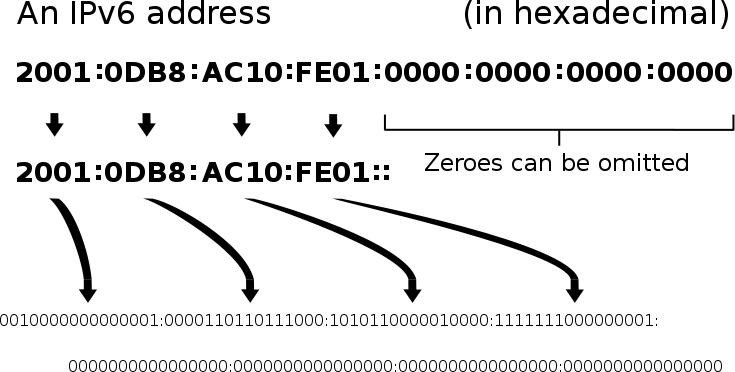 An IPv6 address (in hexadecimal)
2001:0DB8:AC10:FE01:0000:0000:0000:0000
2001:0DB8:AC10:FE01::
Zeroes can be omitted
0010000000000001:0000110110111000:1010110000010000:1111111000000001:
0000000000000000:0000000000000000:0000000000000000:0000000000000000